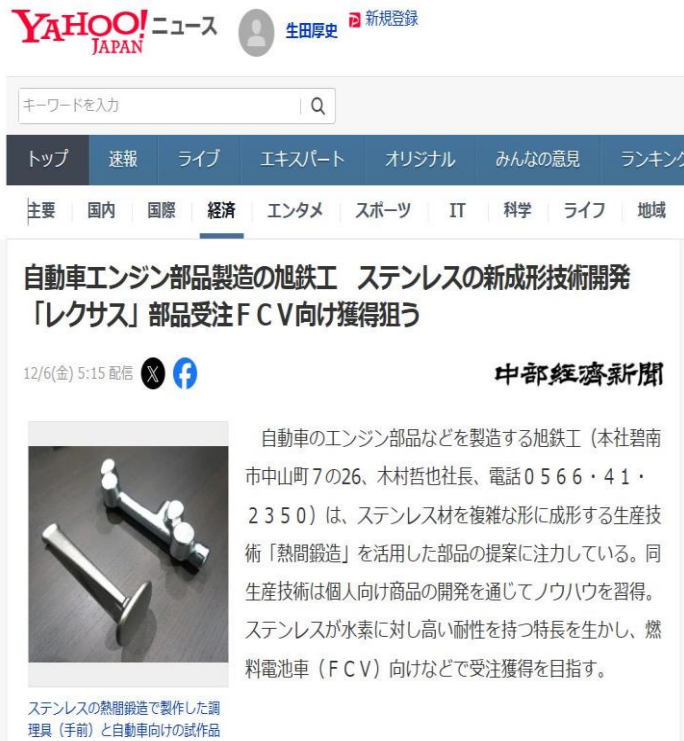 YAHOO! ニュース
JAPAN
生田厚史
新規登録
キーワードを入力
トップ 速報 ライブ エキスパート オリジナル みんなの意見 ランキング
主要 国内 国際 経済 エンタメ スポーツ IT 科学 ライフ 地域
自動車エンジン部品製造の旭鉄工 ステンレスの新成形技術開発
「レクサス」部品受注ＦＣＶ向け獲得狙う
12/6(金) 5:15 配信
中部経済新聞
自動車のエンジン部品などを製造する旭鉄工（本社碧南
市中山町７の26、木村哲也社長、電話０５６６・４１・
２３５０）は、ステンレス材を複雑な形に成形する生産技
術「熱間鍛造」を活用した部品の提案に注力している。同
生産技術は個人向け商品の開発を通じてノウハウを習得。
ステンレスが水素に対し高い耐性を持つ特長を生かし、燃
料電池車（ＦＣＶ）向けなどで受注獲得を目指す。
ステンレスの熱間鍛造で製作した調
理具（手前）と自動車向けの試作品